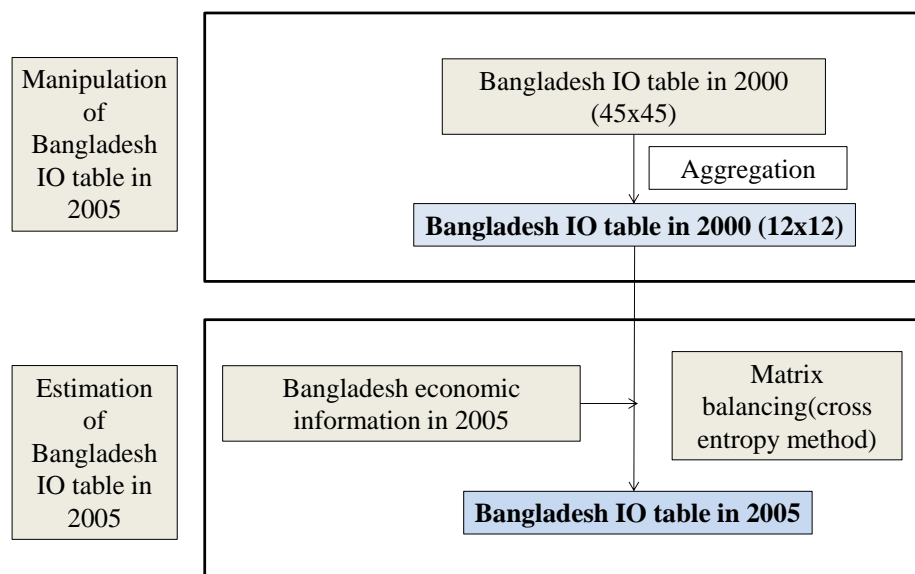 Manipulation
of
Bangladesh
IO table in
2005
Bangladesh IO table in 2000
(45x45)
Aggregation
Bangladesh IO table in 2000 (12x12)
Estimation
of
Bangladesh
IO table in
2005
Bangladesh economic
information in 2005
Matrix
balancing(cross
entropy method)
Bangladesh IO table in 2005